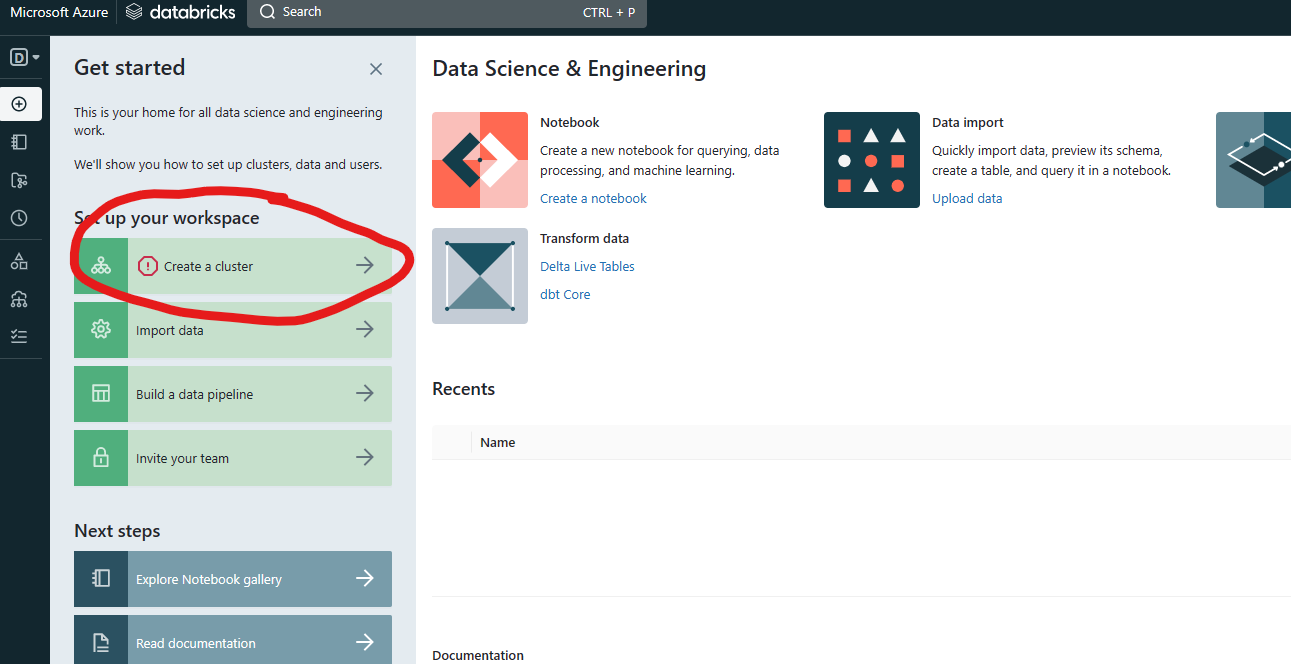 Microsoft Azure
databricks
Search
CTRL + P
D
Get started
This is your home for all data science and engineering
work.
We'll show you how to set up clusters, data and users.
Set up your workspace
Create a cluster
Import data
Build a data pipeline
Invite your team
Next steps
Explore Notebook gallery
Read documentation
Data Science & Engineering
Notebook
Create a new notebook for querying, data
processing, and machine learning.
Create a notebook
Data import
Quickly import data, preview its schema,
create a table, and query it in a notebook.
Upload data
Transform data
Delta Live Tables
dbt Core
Recents
Name
Documentation